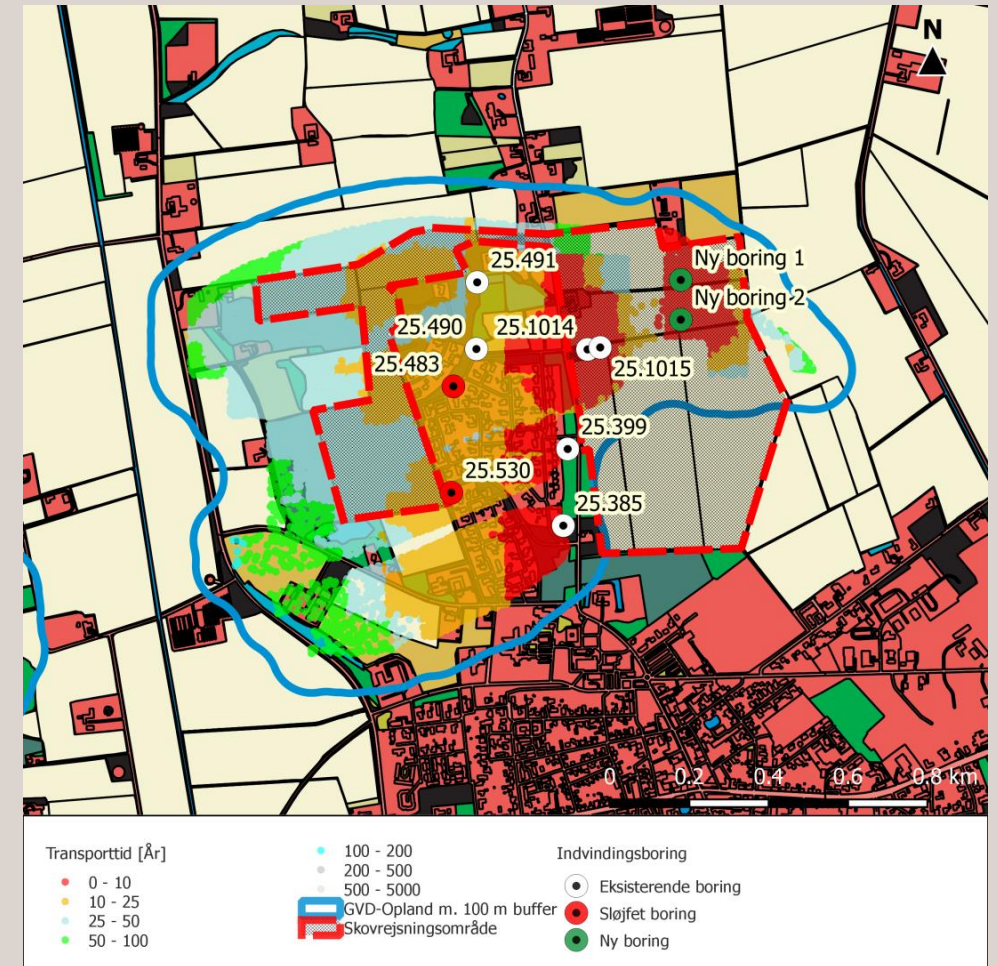 N
25.491
Ny boring 1
Ny boring 2
25.490
25.1014
25.483
25.1015
25.399
25.530
25.385
0 0.2 0.4 0.6 0.8 km
Transporttid [År]
0 - 10
10 - 25
25 - 50
50 - 100
100 - 200
200 - 500
500 - 5000
GVD-Opland m. 100 m buffer
Skovrejsningsområde
Indvindingsboring
Eksisterende boring
Sløjfet boring
Ny boring